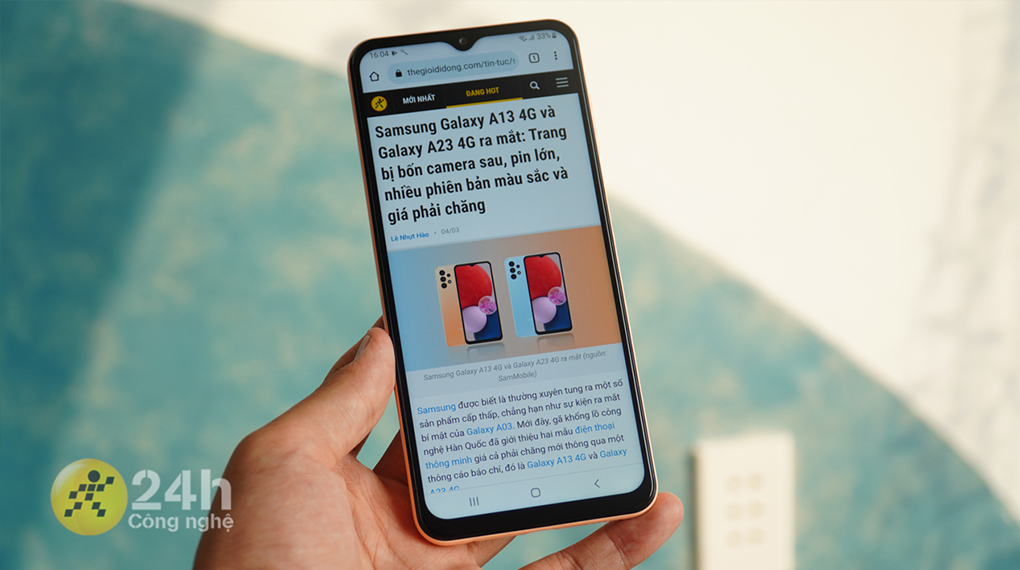 16:04
33%
thegioididong.com/tin-tuc/
1
MỚI NHẤT
ĐANG HOT
Samsung Galaxy A13 4G và
Galaxy A23 4G ra mắt: Trang
bị bốn camera sau, pin lớn,
nhiều phiên bản màu sắc và
giá phải chăng
Lê Nhựt Hào • 04/03
Samsung Galaxy A13 4G và Galaxy A23 4G ra mắt (nguồn:
SamMobile)
Samsung được biết là thường xuyên tung ra một số
sản phẩm cấp thấp, chẳng hạn như sự kiện ra mắt
bí mật của Galaxy A03. Mới đây, gã khổng lồ công
nghệ Hàn Quốc đã giới thiệu hai mẫu điện thoại
thông minh giá cả phải chăng mới thông qua một
thông cáo báo chí, đó là Galaxy A13 4G và Galaxy
A23 4G
24h
Công nghệ